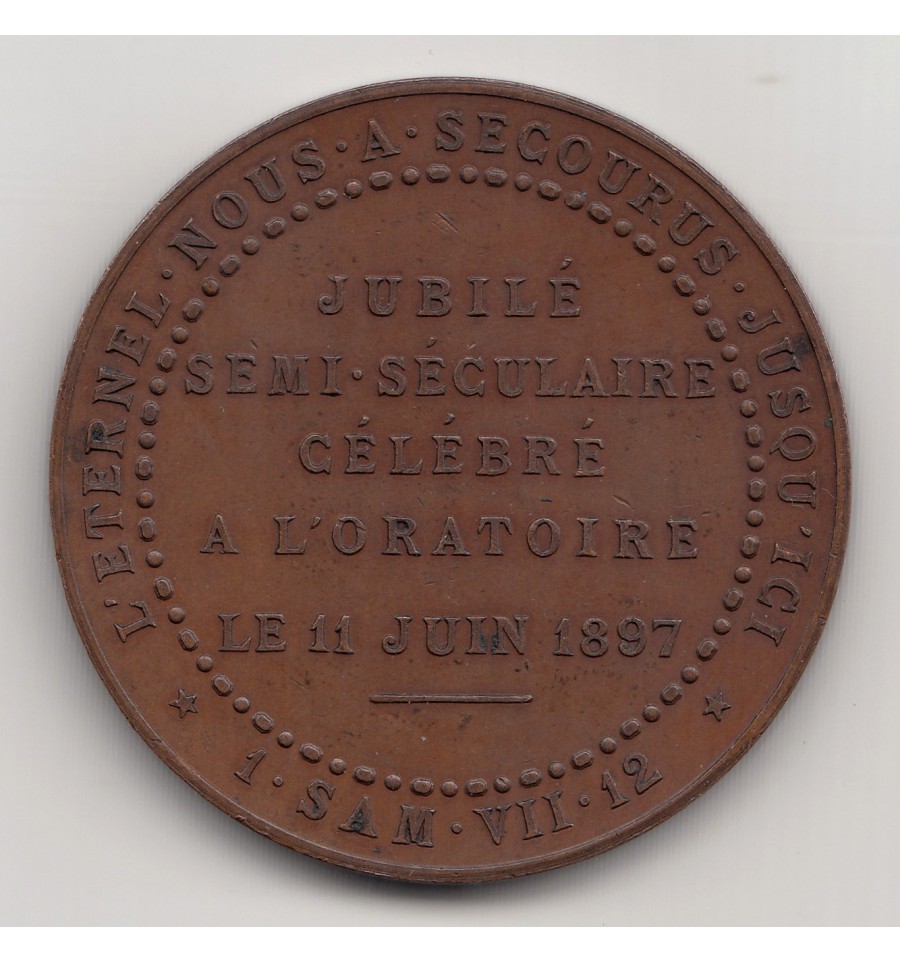 L'ETERNEL · NOUS · A · SECOURUS · JUSQU'ICI
JUBILÉ
SEMI · SÉCULAIRE
CÉLÉBRÉ
A L'ORATOIRE
LE 11 JUIN 1897
1 · SAM · VII · 12